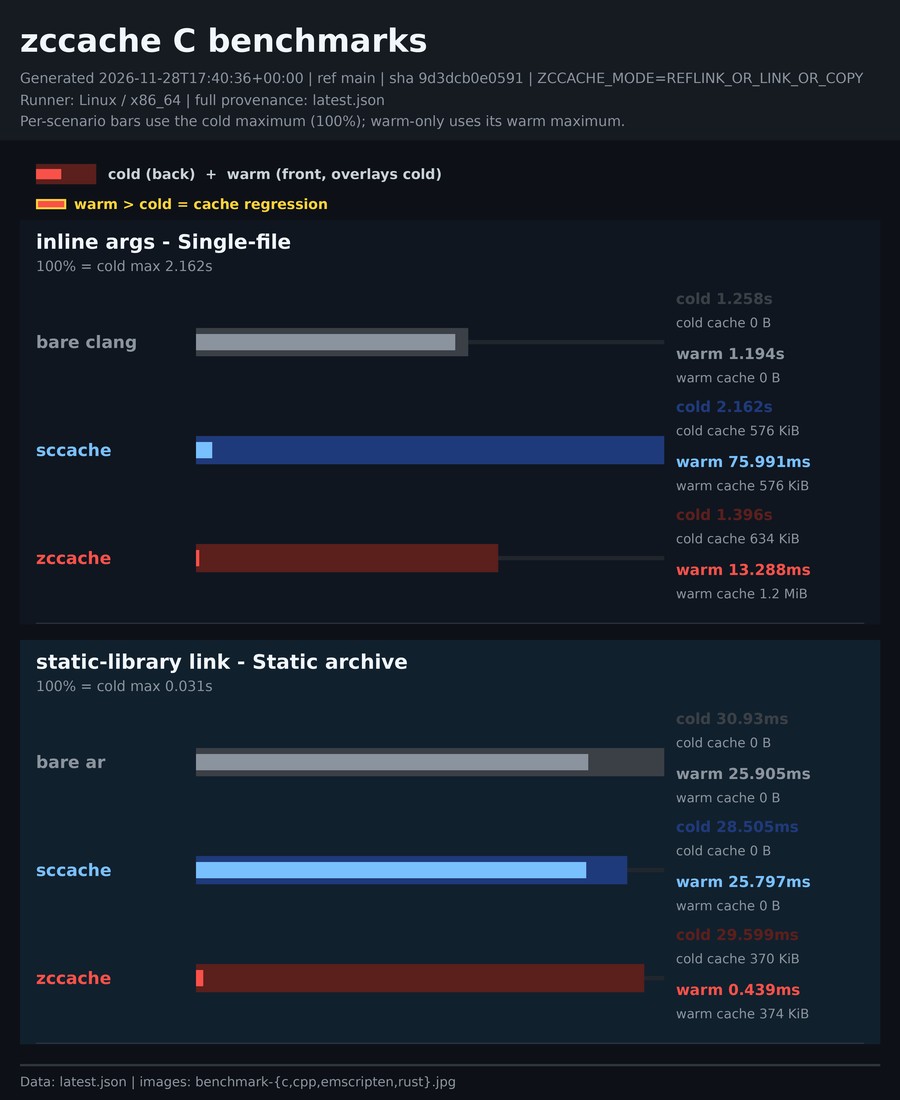 zccache C benchmarks
Generated 2026-11-28T17:40:36+00:00 | ref main | sha 9d3dcb0e0591 | ZCCACHE_MODE=REFLINK_OR_LINK_OR_COPY
Runner: Linux / x86_64 | full provenance: latest.json
Per-scenario bars use the cold maximum (100%); warm-only uses its warm maximum.
cold (back) + warm (front, overlays cold)
warm > cold = cache regression
inline args - Single-file
100% = cold max 2.162s
bare clang
cold 1.258s
cold cache 0 B
warm 1.194s
warm cache 0 B
sccache
cold 2.162s
cold cache 576 KiB
warm 75.991ms
warm cache 576 KiB
zccache
cold 1.396s
cold cache 634 KiB
warm 13.288ms
warm cache 1.2 MiB
static-library link - Static archive
100% = cold max 0.031s
bare ar
cold 30.93ms
cold cache 0 B
warm 25.905ms
warm cache 0 B
sccache
cold 28.505ms
cold cache 0 B
warm 25.797ms
warm cache 0 B
zccache
cold 29.599ms
cold cache 370 KiB
warm 0.439ms
warm cache 374 KiB
Data: latest.json | images: benchmark-{c,cpp,emscripten,rust}.jpg